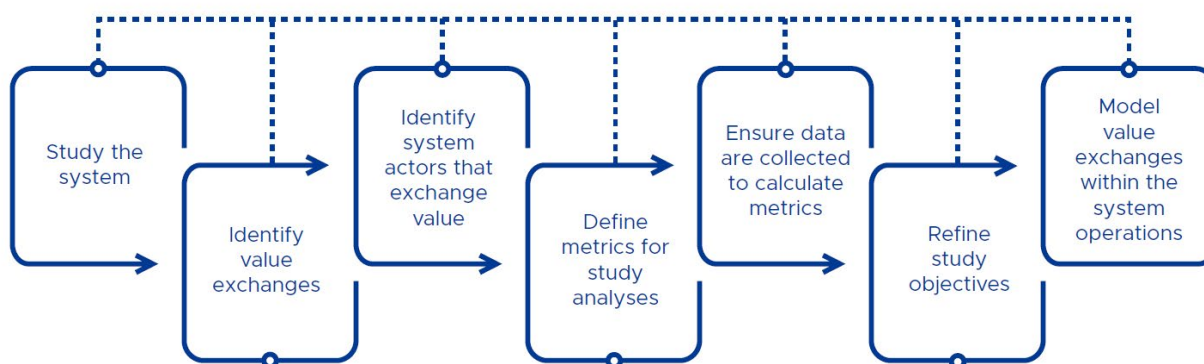 Study the
system
Identify
value
exchanges
Identify
system
actors that
exchange
value
Define
metrics for
study
analyses
Ensure data
are collected
to calculate
metrics
Refine
study
objectives
Model
value
exchanges
within the
system
operations